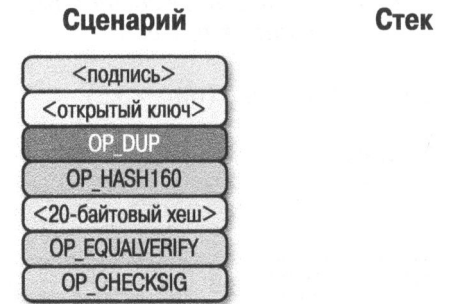 Сценарий Стек
<подпись>
<открытый ключ>
OP_DUP
OP_HASH160
<20-байтовый хеш>
OP_EQUALVERIFY
OP_CHECKSIG